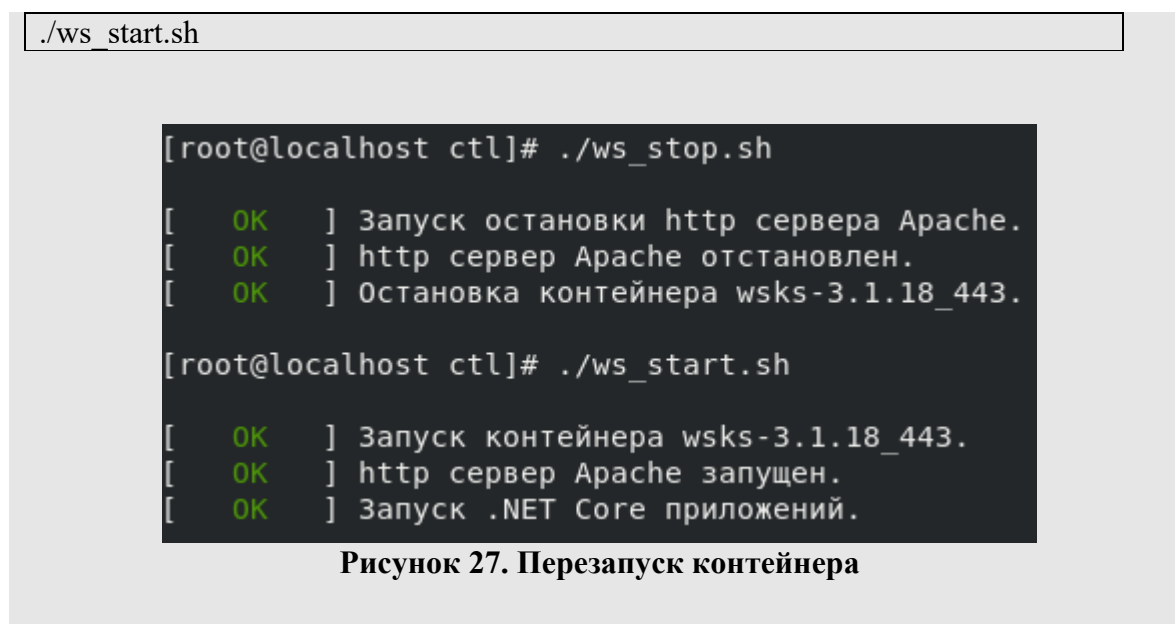 ./ws_start.sh
[root@localhost ctl]# ./ws_stop.sh
[ OK ] Запуск остановки http сервера Apache.
[ OK ] http сервер Apache отстановлен.
[ OK ] Остановка контейнера wsks-3.1.18_443.
[root@localhost ctl]# ./ws_start.sh
[ OK ] Запуск контейнера wsks-3.1.18_443.
[ OK ] http сервер Apache запущен.
[ OK ] Запуск .NET Core приложений.
Рисунок 27. Перезапуск контейнера